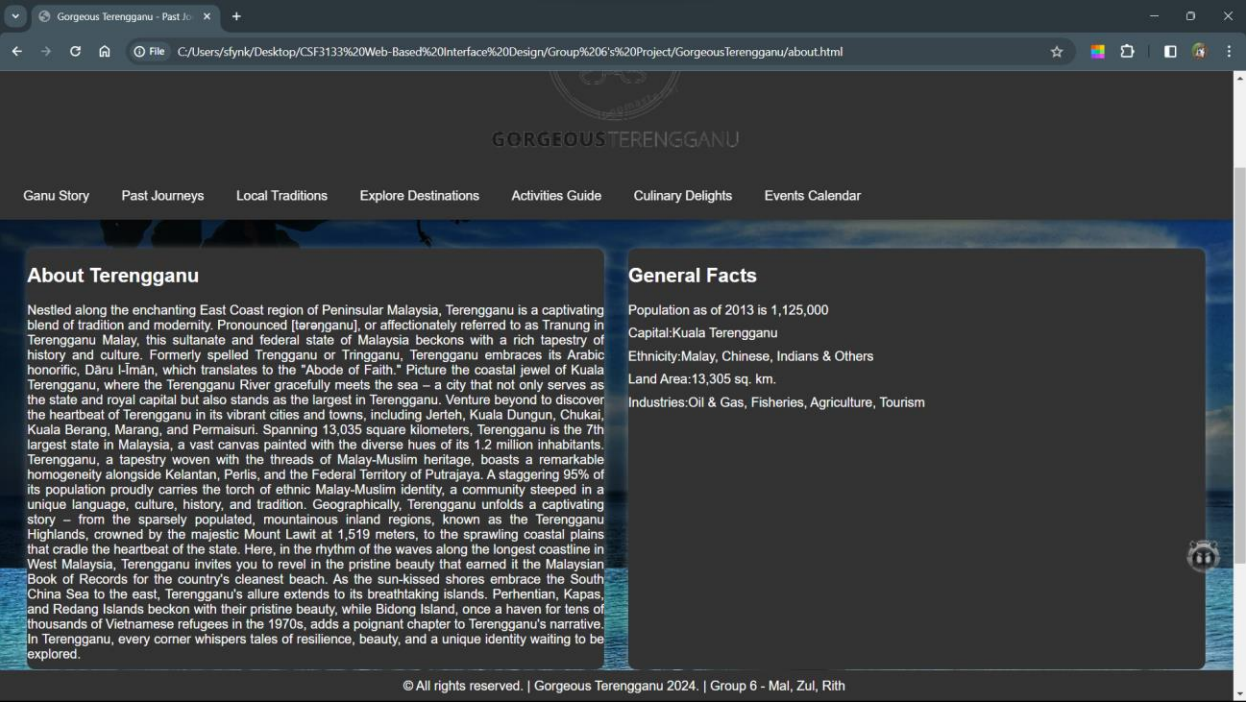 Gorgeous Terengganu - Past Jo
File C:/Users/sfynk/Desktop/CSF3133%20Web-Based%20Interface%20Design/Group%206's%20Project/GorgeousTerengganu/about.html
GORGEOUSTERENGGANU
Ganu Story Past Journeys Local Traditions Explore Destinations Activities Guide Culinary Delights Events Calendar
About Terengganu
Nestled along the enchanting East Coast region of Peninsular Malaysia, Terengganu is a captivating
blend of tradition and modernity. Pronounced [tərəŋganu], or affectionately referred to as Tranung in
Terengganu Malay, this sultanate and federal state of Malaysia beckons with a rich tapestry of
history and culture. Formerly spelled Trengganu or Tringganu, Terengganu embraces its Arabic
honorific, Dāru l-Īmān, which translates to the "Abode of Faith." Picture the coastal jewel of Kuala
Terengganu, where the Terengganu River gracefully meets the sea – a city that not only serves as
the state and royal capital but also stands as the largest in Terengganu. Venture beyond to discover
the heartbeat of Terengganu in its vibrant cities and towns, including Jerteh, Kuala Dungun, Chukai,
Kuala Berang, Marang, and Permaisuri. Spanning 13,035 square kilometers, Terengganu is the 7th
largest state in Malaysia, a vast canvas painted with the diverse hues of its 1.2 million inhabitants.
Terengganu, a tapestry woven with the threads of Malay-Muslim heritage, boasts a remarkable
homogeneity alongside Kelantan, Perlis, and the Federal Territory of Putrajaya. A staggering 95% of
its population proudly carries the torch of ethnic Malay-Muslim identity, a community steeped in a
unique language, culture, history, and tradition. Geographically, Terengganu unfolds a captivating
story – from the sparsely populated, mountainous inland regions, known as the Terengganu
Highlands, crowned by the majestic Mount Lawit at 1,519 meters, to the sprawling coastal plains
that cradle the heartbeat of the state. Here, in the rhythm of the waves along the longest coastline in
West Malaysia, Terengganu invites you to revel in the pristine beauty that earned it the Malaysian
Book of Records for the country's cleanest beach. As the sun-kissed shores embrace the South
China Sea to the east, Terengganu's allure extends to its breathtaking islands. Perhentian, Kapas,
and Redang Islands beckon with their pristine beauty, while Bidong Island, once a haven for tens of
thousands of Vietnamese refugees in the 1970s, adds a poignant chapter to Terengganu's narrative.
In Terengganu, every corner whispers tales of resilience, beauty, and a unique identity waiting to be
explored.
General Facts
Population as of 2013 is 1,125,000
Capital:Kuala Terengganu
Ethnicity:Malay, Chinese, Indians & Others
Land Area:13,305 sq. km.
Industries:Oil & Gas, Fisheries, Agriculture, Tourism
© All rights reserved. | Gorgeous Terengganu 2024. | Group 6 - Mal, Zul, Rith